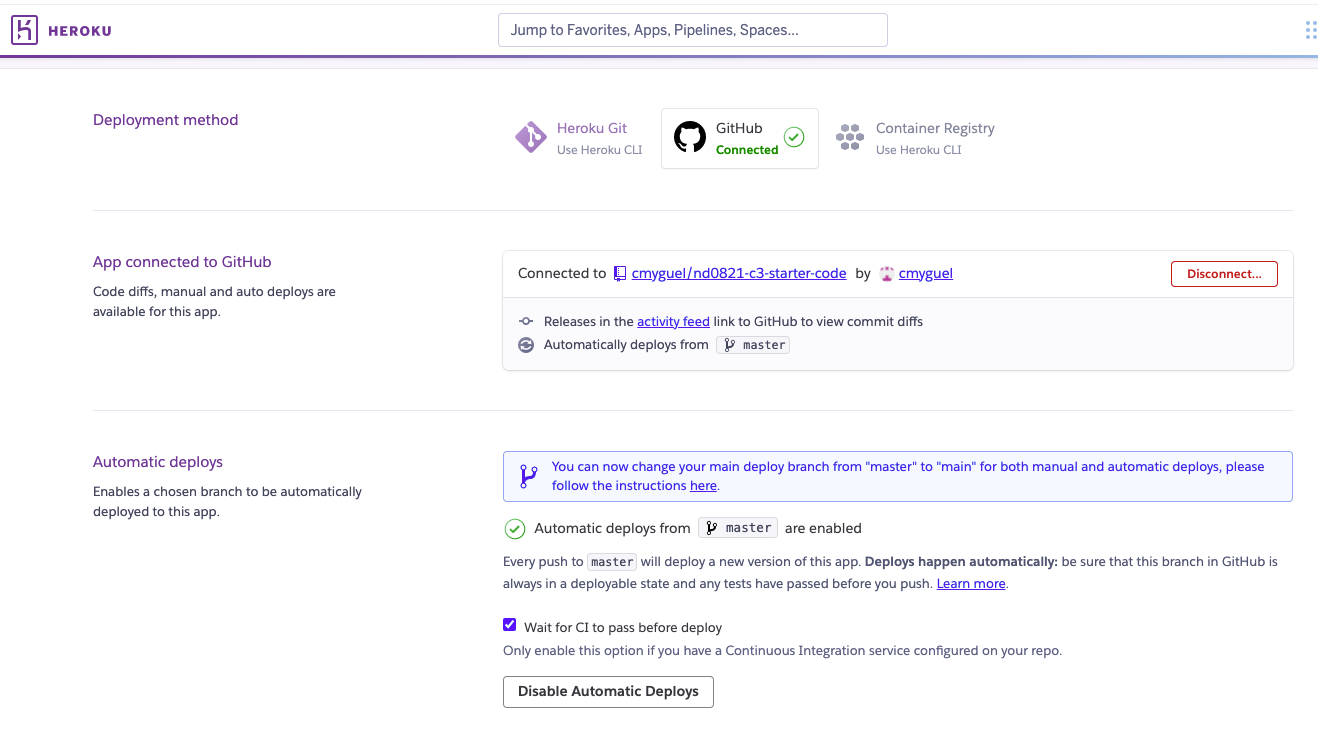 HEROKU
Jump to Favorites, Apps, Pipelines, Spaces...
Deployment method
Heroku Git
Use Heroku CLI
GitHub
Connected
Container Registry
Use Heroku CLI
App connected to GitHub
Code diffs, manual and auto deploys are
available for this app.
Connected to cmyguel/nd0821-c3-starter-code by cmyguel
Disconnect...
Releases in the activity feed link to GitHub to view commit diffs
Automatically deploys from master
Automatic deploys
Enables a chosen branch to be automatically
deployed to this app.
You can now change your main deploy branch from "master" to "main" for both manual and automatic deploys, please
follow the instructions here.
Automatic deploys from master are enabled
Every push to master will deploy a new version of this app. Deploys happen automatically: be sure that this branch in GitHub is
always in a deployable state and any tests have passed before you push. Learn more.
Wait for CI to pass before deploy
Only enable this option if you have a Continuous Integration service configured on your repo.
Disable Automatic Deploys